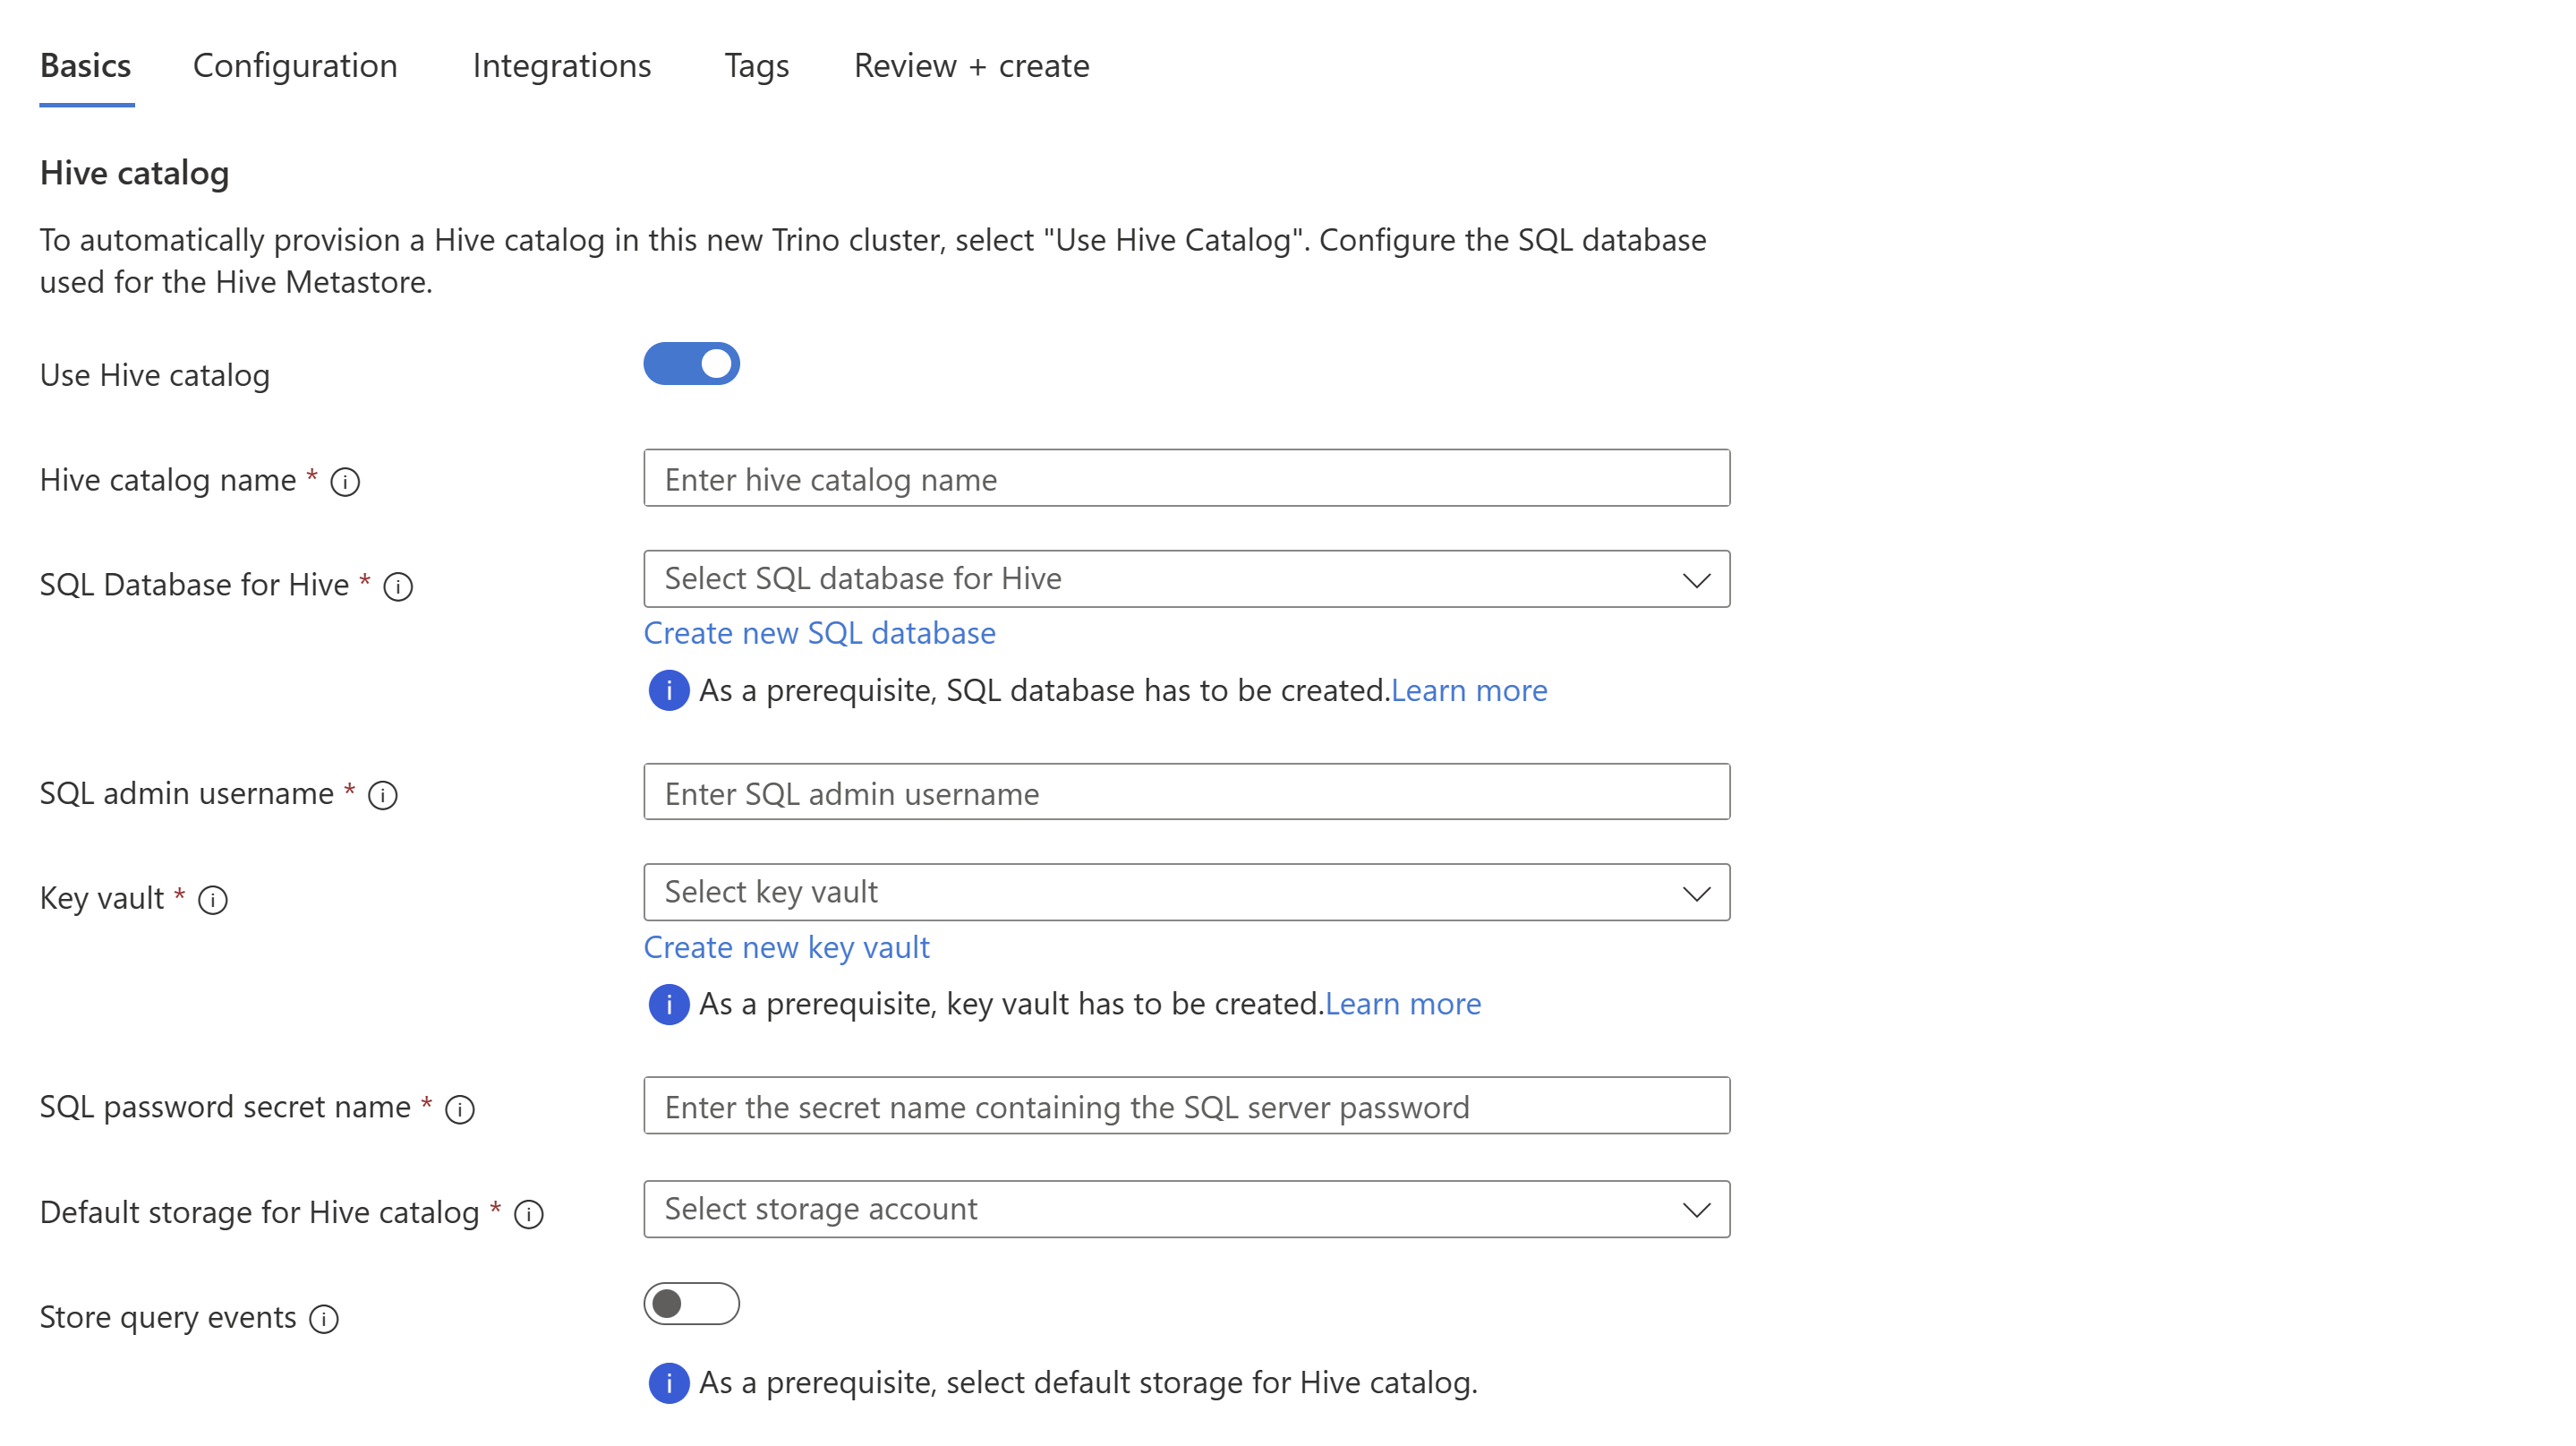 Basics Configuration Integrations Tags Review + create
Hive catalog
To automatically provision a Hive catalog in this new Trino cluster, select "Use Hive Catalog". Configure the SQL database
used for the Hive Metastore.
Use Hive catalog
Hive catalog name * Enter hive catalog name
SQL Database for Hive * Select SQL database for Hive
Create new SQL database
As a prerequisite, SQL database has to be created.Learn more
SQL admin username * Enter SQL admin username
Key vault * Select key vault
Create new key vault
As a prerequisite, key vault has to be created.Learn more
SQL password secret name * Enter the secret name containing the SQL server password
Default storage for Hive catalog * Select storage account
Store query events
As a prerequisite, select default storage for Hive catalog.